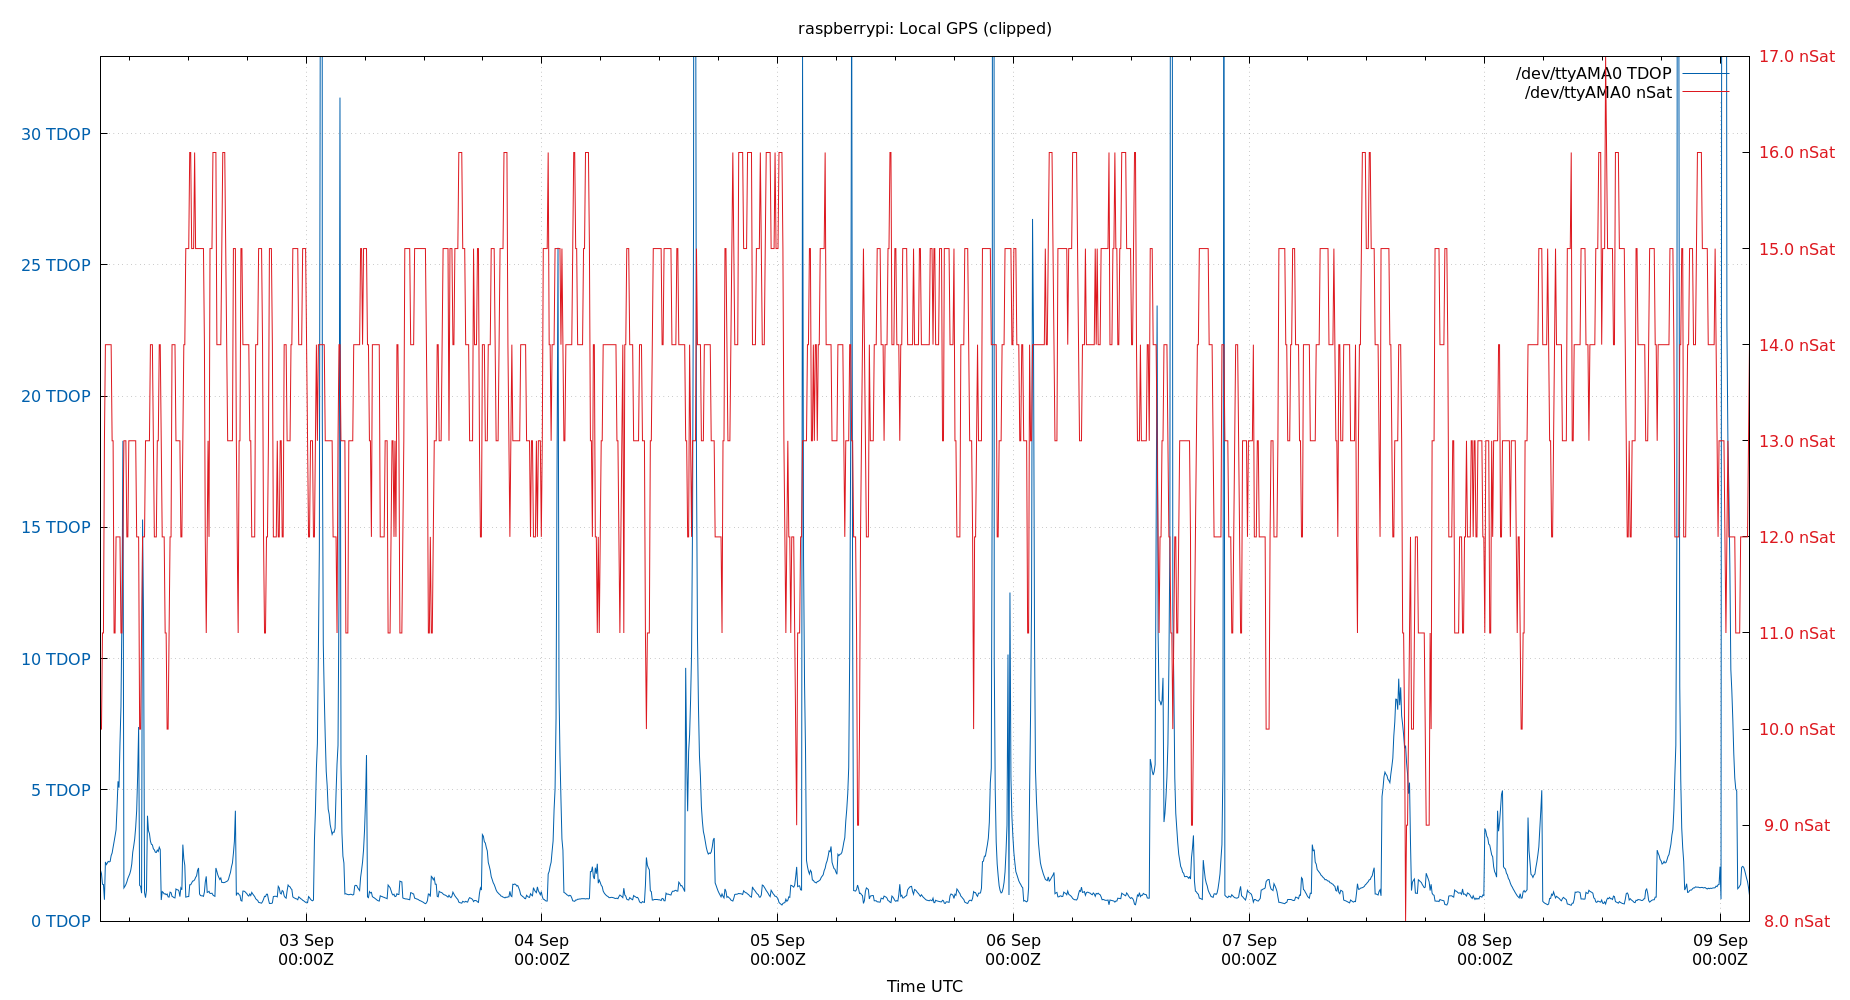 raspberrypi: Local GPS (clipped)
/dev/ttyAMA0 TDOP
/dev/ttyAMA0 nSat
30 TDOP
25 TDOP
20 TDOP
15 TDOP
10 TDOP
5 TDOP
0 TDOP
17.0 nSat
16.0 nSat
15.0 nSat
14.0 nSat
13.0 nSat
12.0 nSat
11.0 nSat
10.0 nSat
9.0 nSat
8.0 nSat
03 Sep
00:00Z
04 Sep
00:00Z
05 Sep
00:00Z
06 Sep
00:00Z
07 Sep
00:00Z
08 Sep
00:00Z
09 Sep
00:00Z
Time UTC